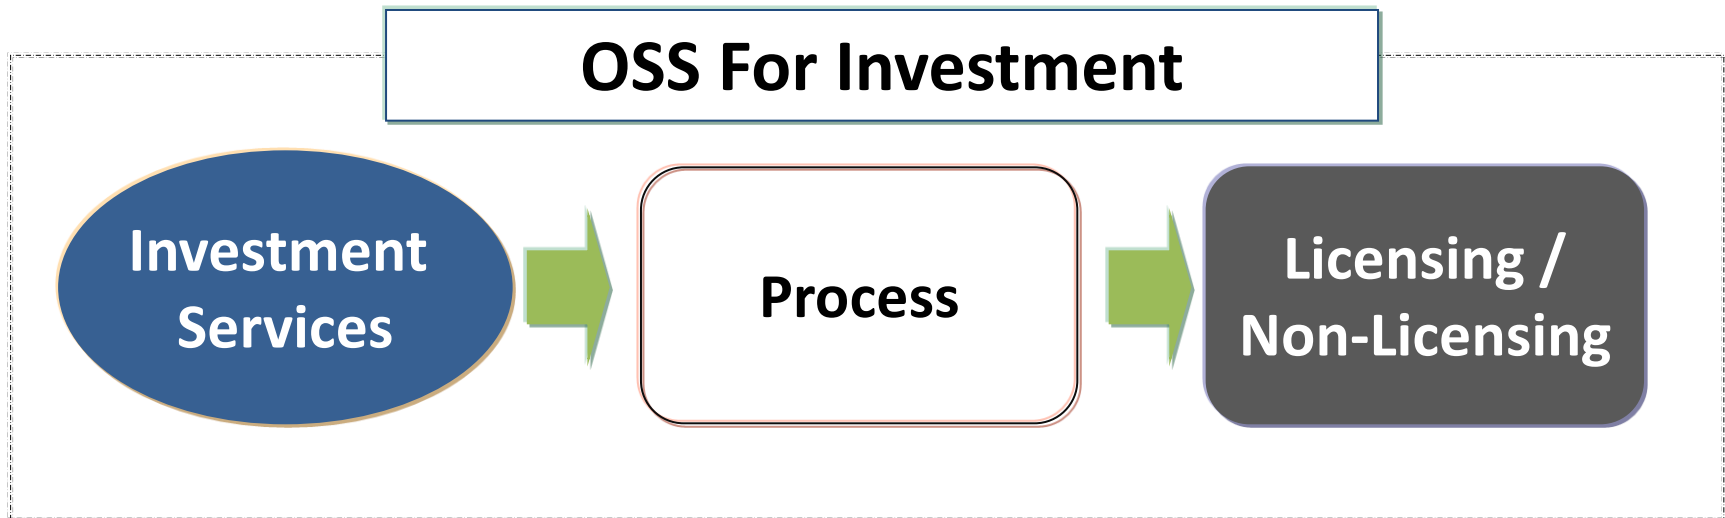 OSS For Investment
Investment
Services
Process
Licensing /
Non-Licensing